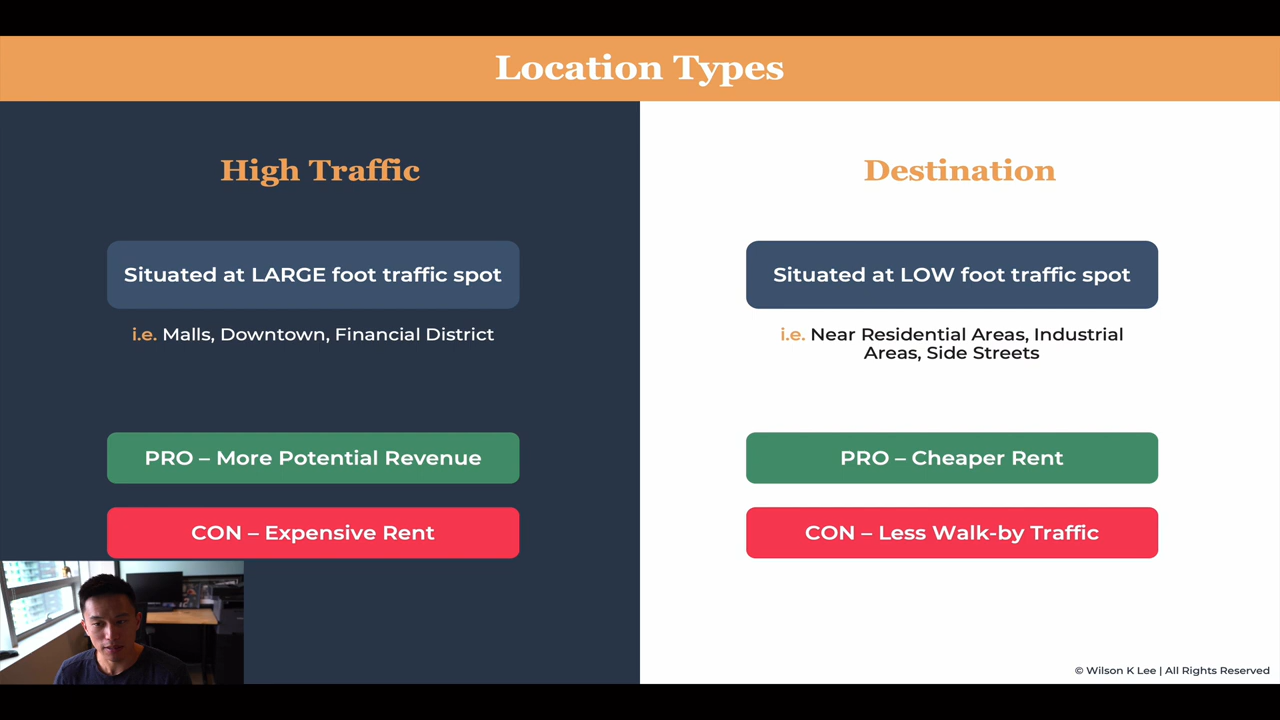 Location Types
High Traffic
Situated at LARGE foot traffic spot
i.e. Malls, Downtown, Financial District
PRO – More Potential Revenue
CON – Expensive Rent
Destination
Situated at LOW foot traffic spot
i.e. Near Residential Areas, Industrial
Areas, Side Streets
PRO – Cheaper Rent
CON – Less Walk-by Traffic
© Wilson K Lee | All Rights Reserved